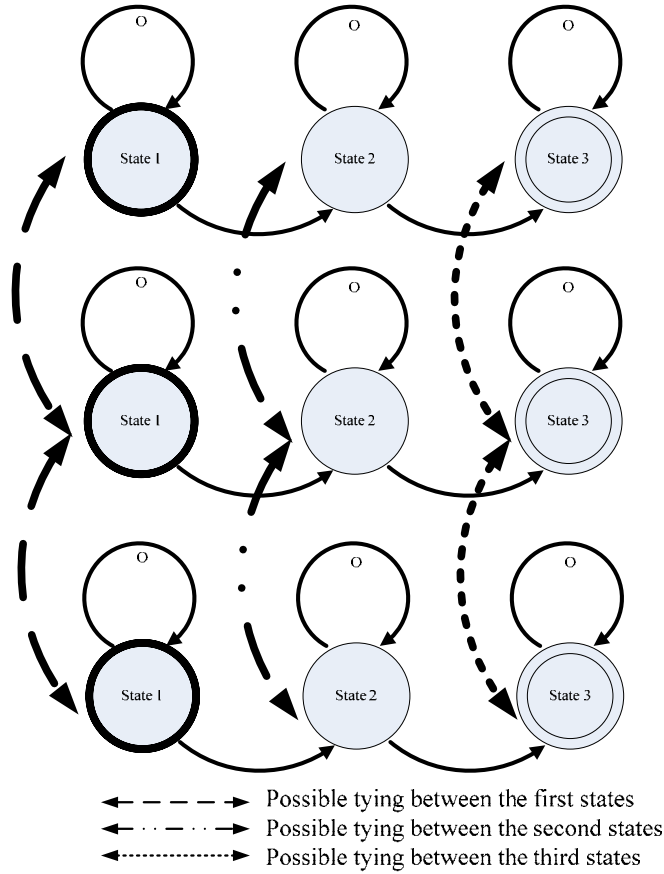 O O O
State 1 State 2 State 3
O O O
State 1 State 2 State 3
O O O
State 1 State 2 State 3
Possible tying between the first states
Possible tying between the second states
Possible tying between the third states